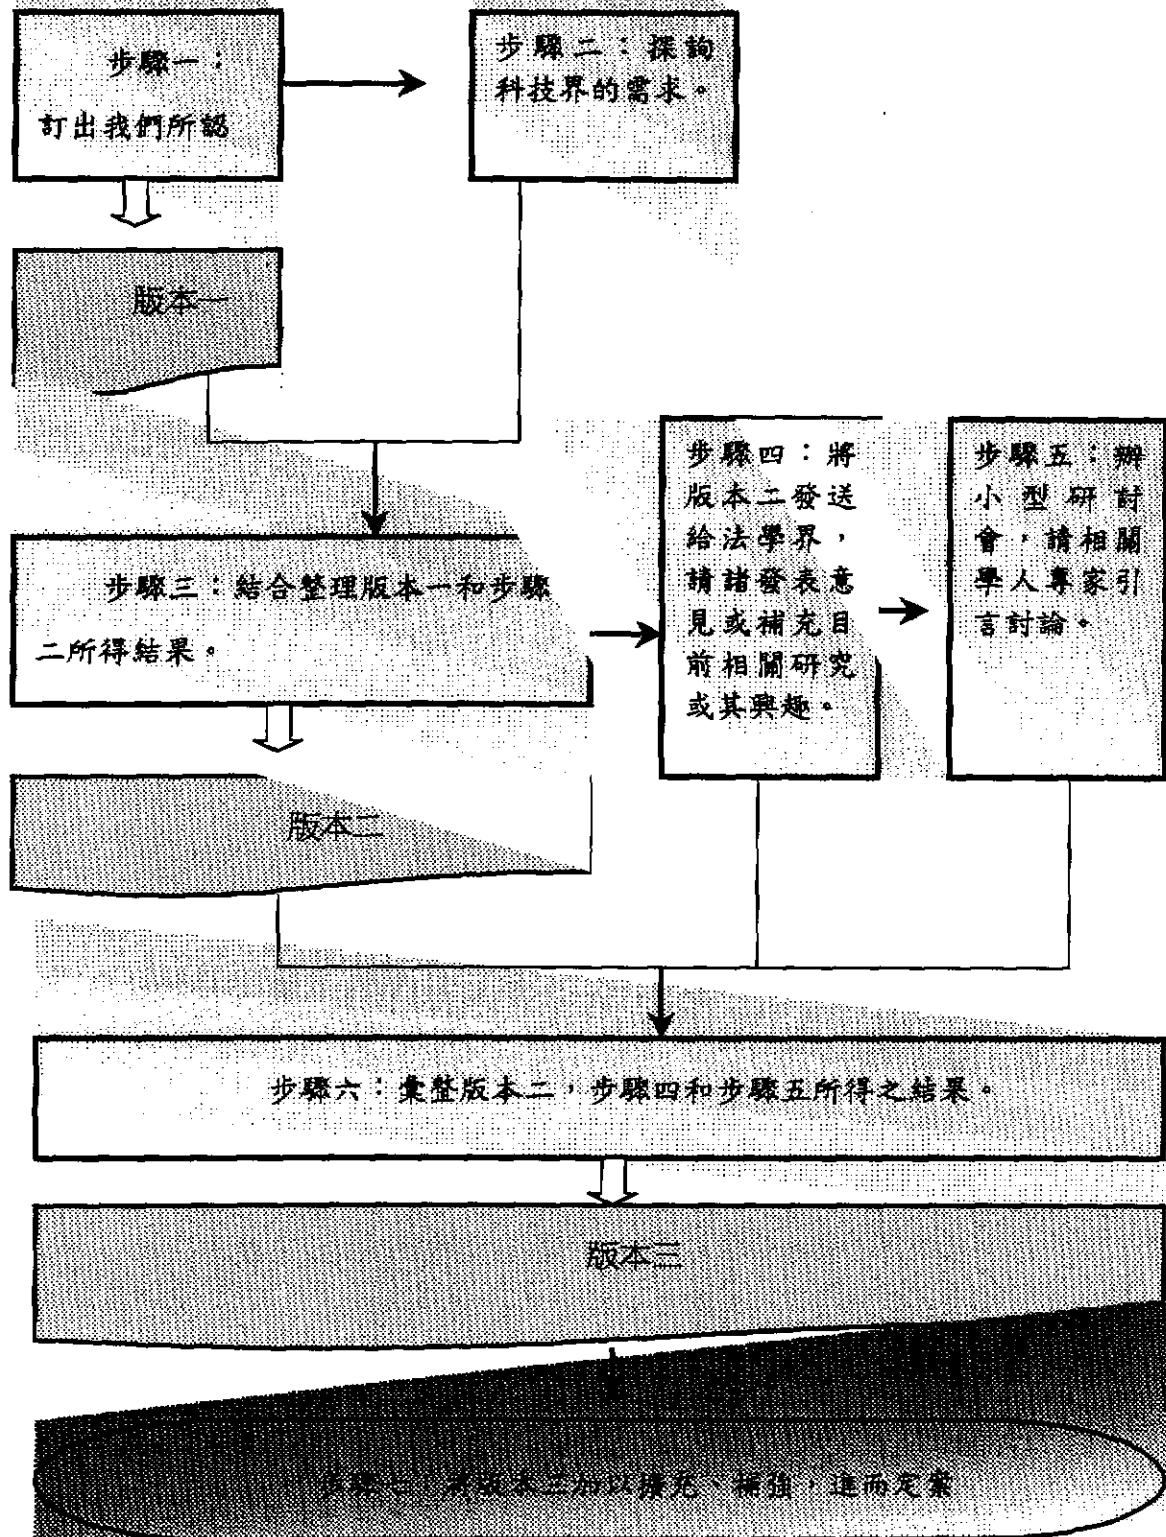 步驟一：
訂出我們所認
步驟二：探詢
科技界的需求。
版本一
步驟三：結合整理版本一和步驟
二所得結果。
步驟四：將
版本二發送
給法學界，
請諸發表意
見或補充目
前相關研究
或其興趣。
步驟五：辦
小型研討
會，請相關
學人專家引
言討論。
版本二
步驟六：彙整版本二，步驟四和步驟五所得之結果。
版本三
步驟七：將版本三加以擴充、補強，進而定案